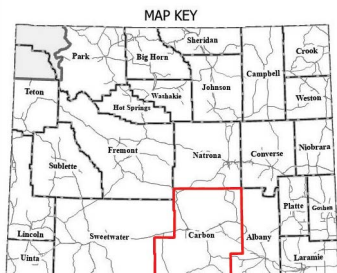 MAP KEY
Sheridan
Park
Big Horn
Crook
Campbell
Johnson
Washakie
Teton
Weston
Hot Springs
Fremont
Natrona
Converse
Niobrara
Sublette
Platte
Goshen
Lincoln
Sweetwater
Carbon
Albany
Uinta
Laramie